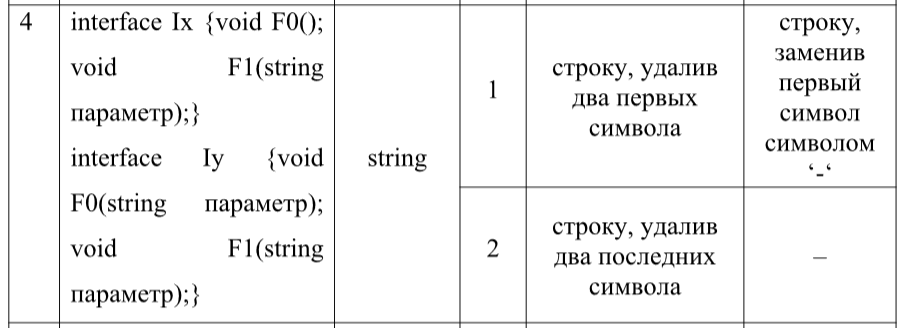 4
interface Ix {void F0();
void F1(string
параметр);}
interface Iy {void
F0(string параметр);
void F1(string
параметр);}
string
1
строку, удалив
два первых
символа
строку,
заменив
первый
символ
символом
‘-‘
2
строку, удалив
два последних
символа
–